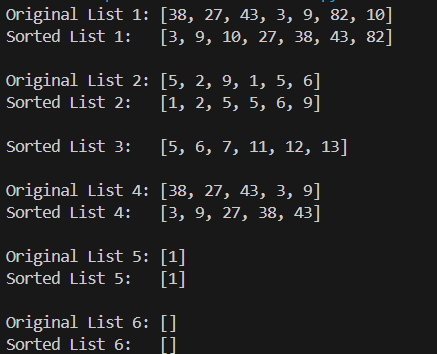 Original List 1: [38, 27, 43, 3, 9, 82, 10]
Sorted List 1:   [3, 9, 10, 27, 38, 43, 82]
Original List 2: [5, 2, 9, 1, 5, 6]
Sorted List 2:   [1, 2, 5, 5, 6, 9]
Sorted List 3:   [5, 6, 7, 11, 12, 13]
Original List 4: [38, 27, 43, 3, 9]
Sorted List 4:   [3, 9, 27, 38, 43]
Original List 5: [1]
Sorted List 5:   [1]
Original List 6: []
Sorted List 6:   []